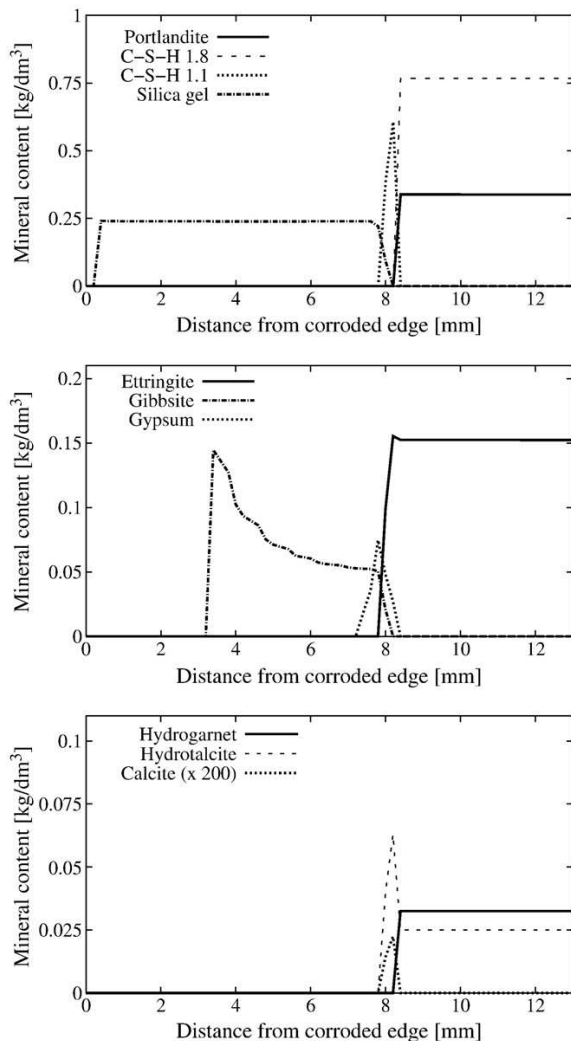 1
0.75
0.5
0.25
0
Mineral content [kg/dm³]
Portlandite
C−S−H 1.8
C−S−H 1.1
Silica gel
0 2 4 6 8 10 12
Distance from corroded edge [mm]
0.2
0.15
0.1
0.05
0
Mineral content [kg/dm³]
Ettringite
Gibbsite
Gypsum
0 2 4 6 8 10 12
Distance from corroded edge [mm]
0.1
0.075
0.05
0.025
0
Mineral content [kg/dm³]
Hydrogarnet
Hydrotalcite
Calcite (x 200)
0 2 4 6 8 10 12
Distance from corroded edge [mm]